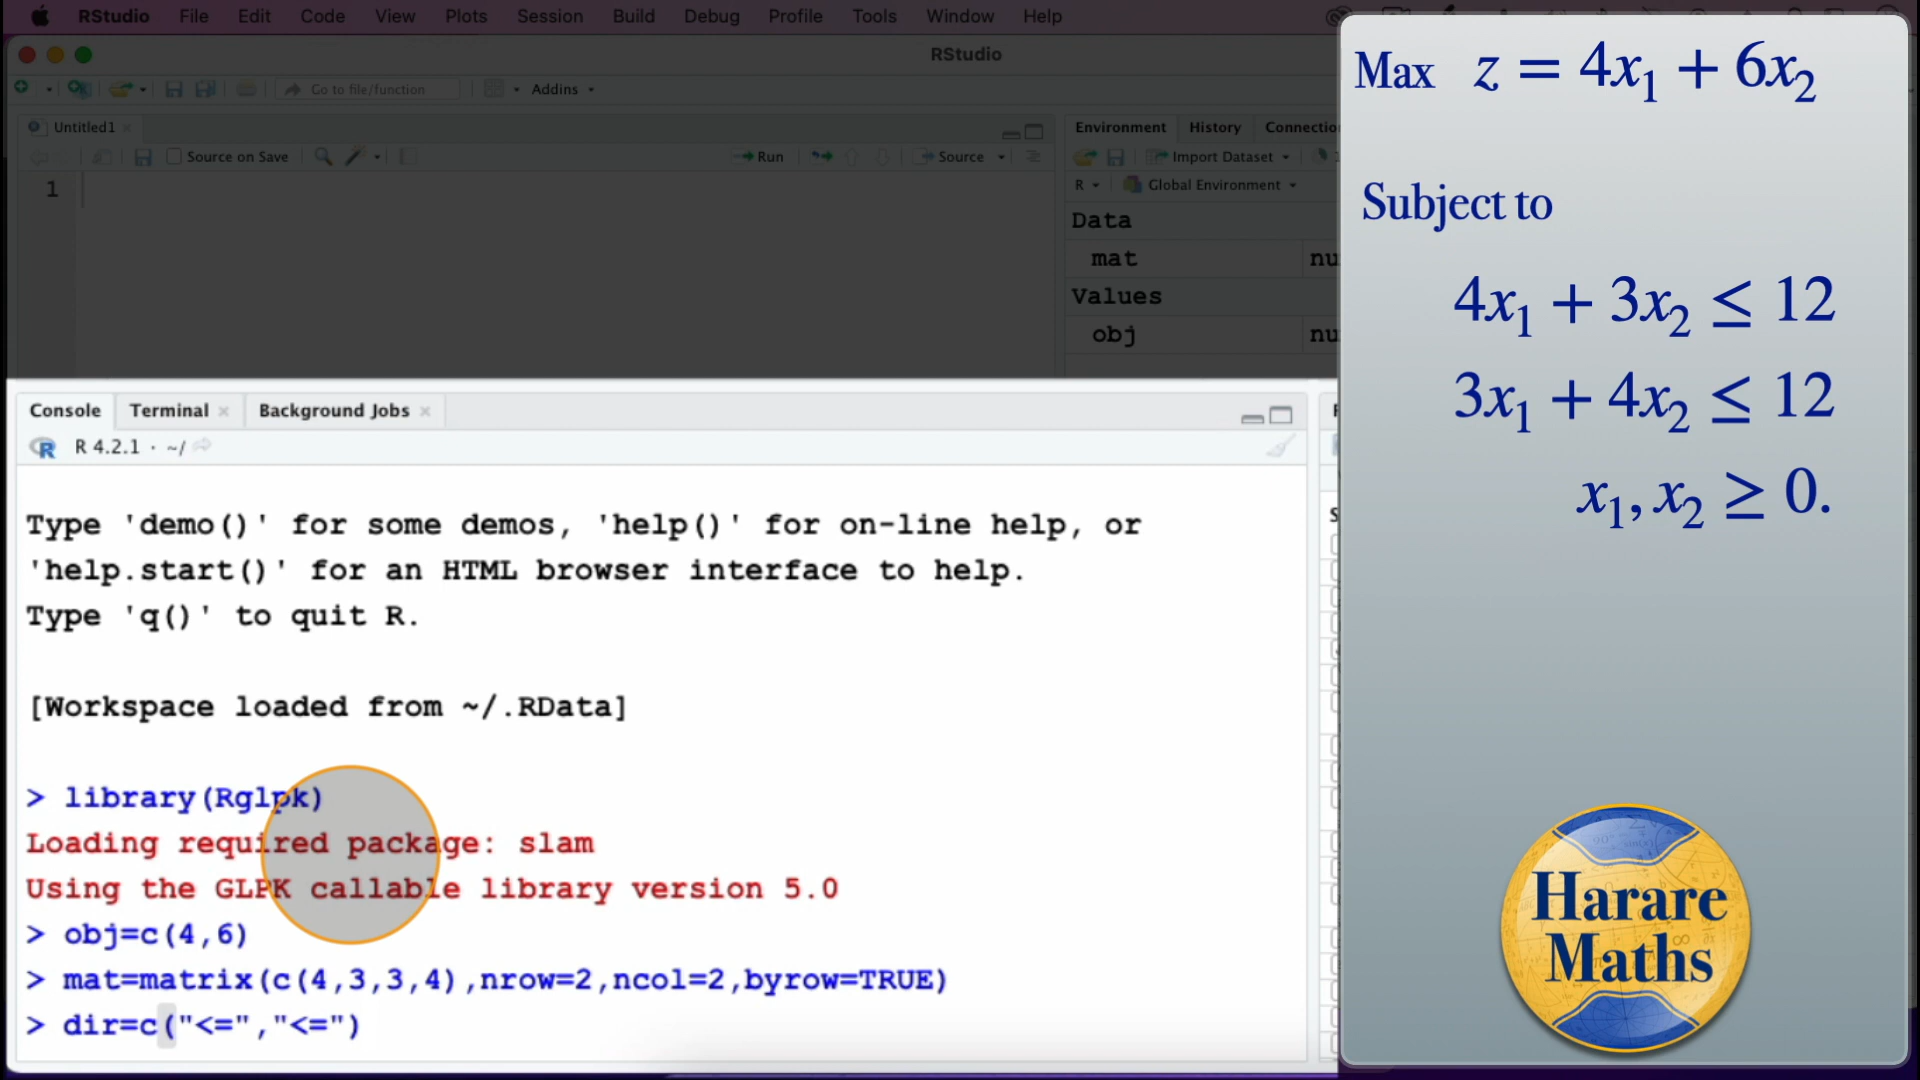 RStudio File Edit Code View Plots Session Build Debug Profile Tools Window Help
RStudio
Go to file/function Addins
Untitled1
Source on Save Run Source
1
Environment History Connectio
Import Dataset
R Global Environment
Data
mat nu
Values
obj nu
Console Terminal Background Jobs
R 4.2.1 · ~/
Type 'demo()' for some demos, 'help()' for on-line help, or
'help.start()' for an HTML browser interface to help.
Type 'q()' to quit R.
[Workspace loaded from ~/.RData]
> library(Rglpk)
Loading required package: slam
Using the GLPK callable library version 5.0
> obj=c(4,6)
> mat=matrix(c(4,3,3,4),nrow=2,ncol=2,byrow=TRUE)
> dir=c("<=","<=")
Max z = 4x₁ + 6x₂
Subject to
4x₁ + 3x₂ ≤ 12
3x₁ + 4x₂ ≤ 12
x₁, x₂ ≥ 0.
Harare
Maths